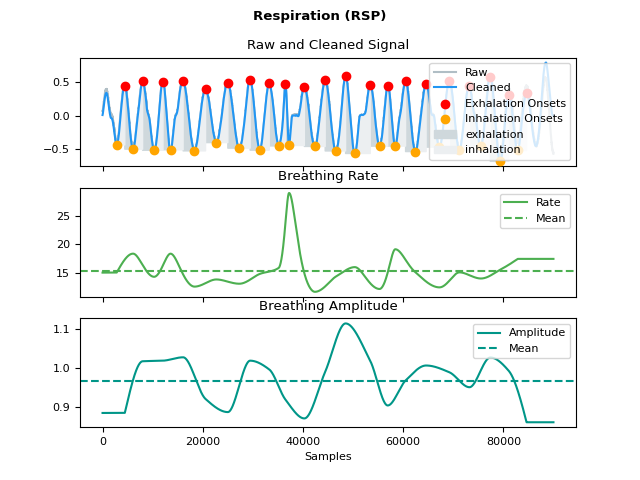 Respiration (RSP)
Raw and Cleaned Signal
0.5
0.0
−0.5
Raw
Cleaned
Exhalation Onsets
Inhalation Onsets
exhalation
inhalation
Breathing Rate
25
20
15
Rate
Mean
Breathing Amplitude
1.1
1.0
0.9
Amplitude
Mean
0 20000 40000 60000 80000
Samples